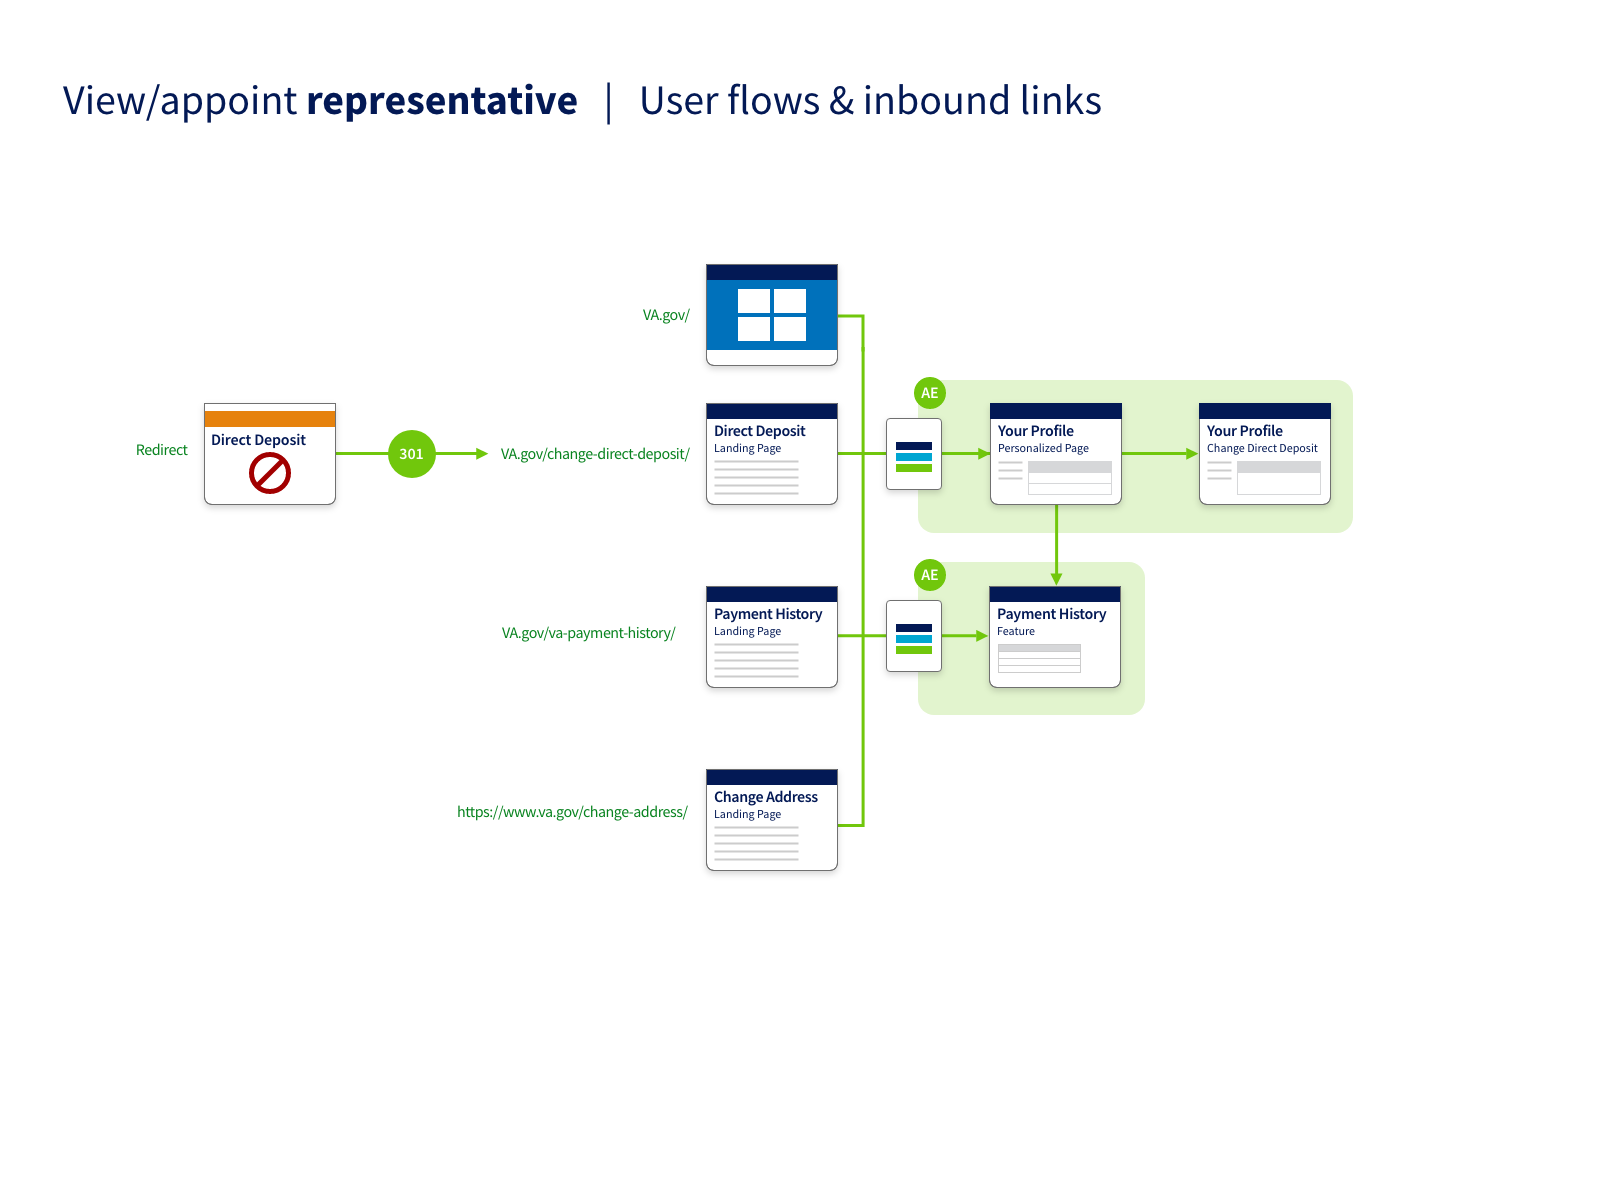 View/appoint representative | User flows & inbound links
VA.gov/
Redirect
Direct Deposit
301
VA.gov/change-direct-deposit/
Direct Deposit
Landing Page
AE
Your Profile
Personalized Page
Your Profile
Change Direct Deposit
VA.gov/va-payment-history/
Payment History
Landing Page
AE
Payment History
Feature
https://www.va.gov/change-address/
Change Address
Landing Page